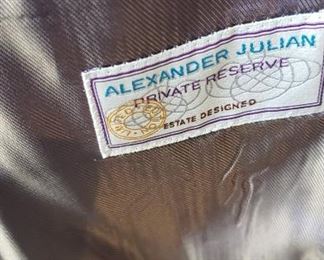 ALEXANDER JULIAN
PRIVATE RESERVE
ESTATE DESIGNED